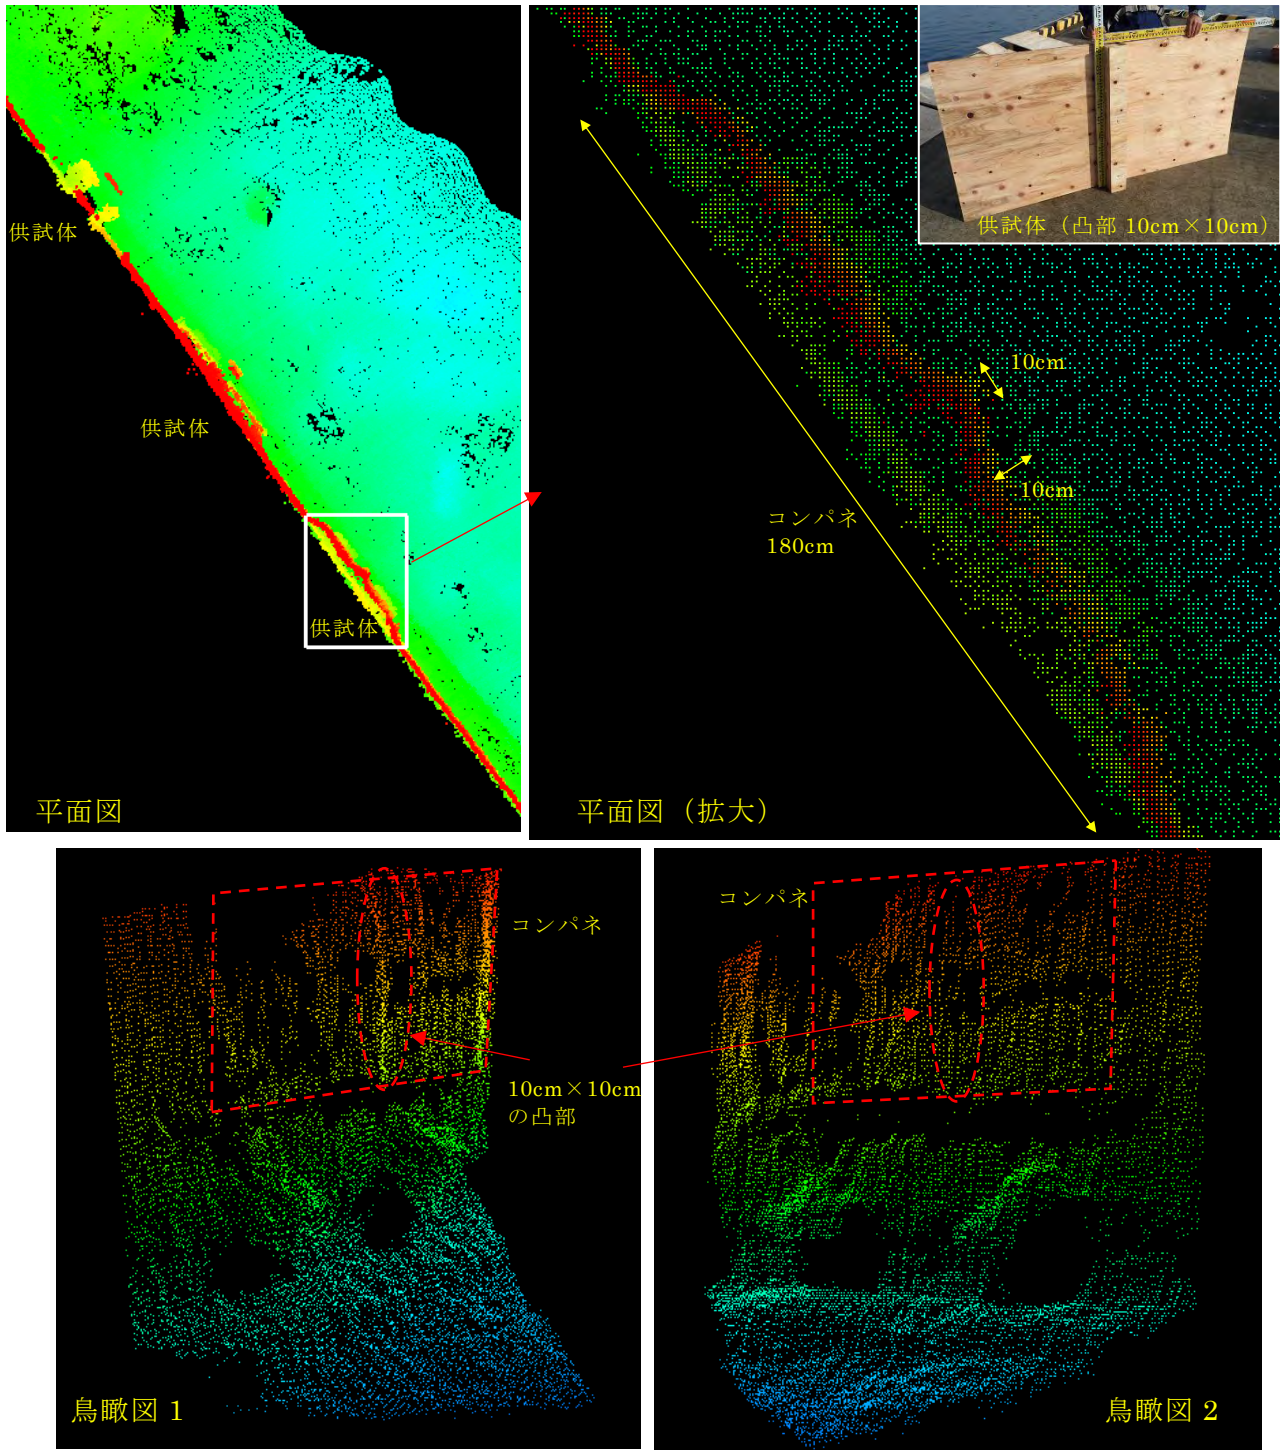 供試体
供試体
供試体
平面図
供試体（凸部 10cm×10cm）
10cm
10cm
コンパネ
180cm
平面図（拡大）
コンパネ
10cm×10cm
の凸部
鳥瞰図 1
コンパネ
鳥瞰図 2